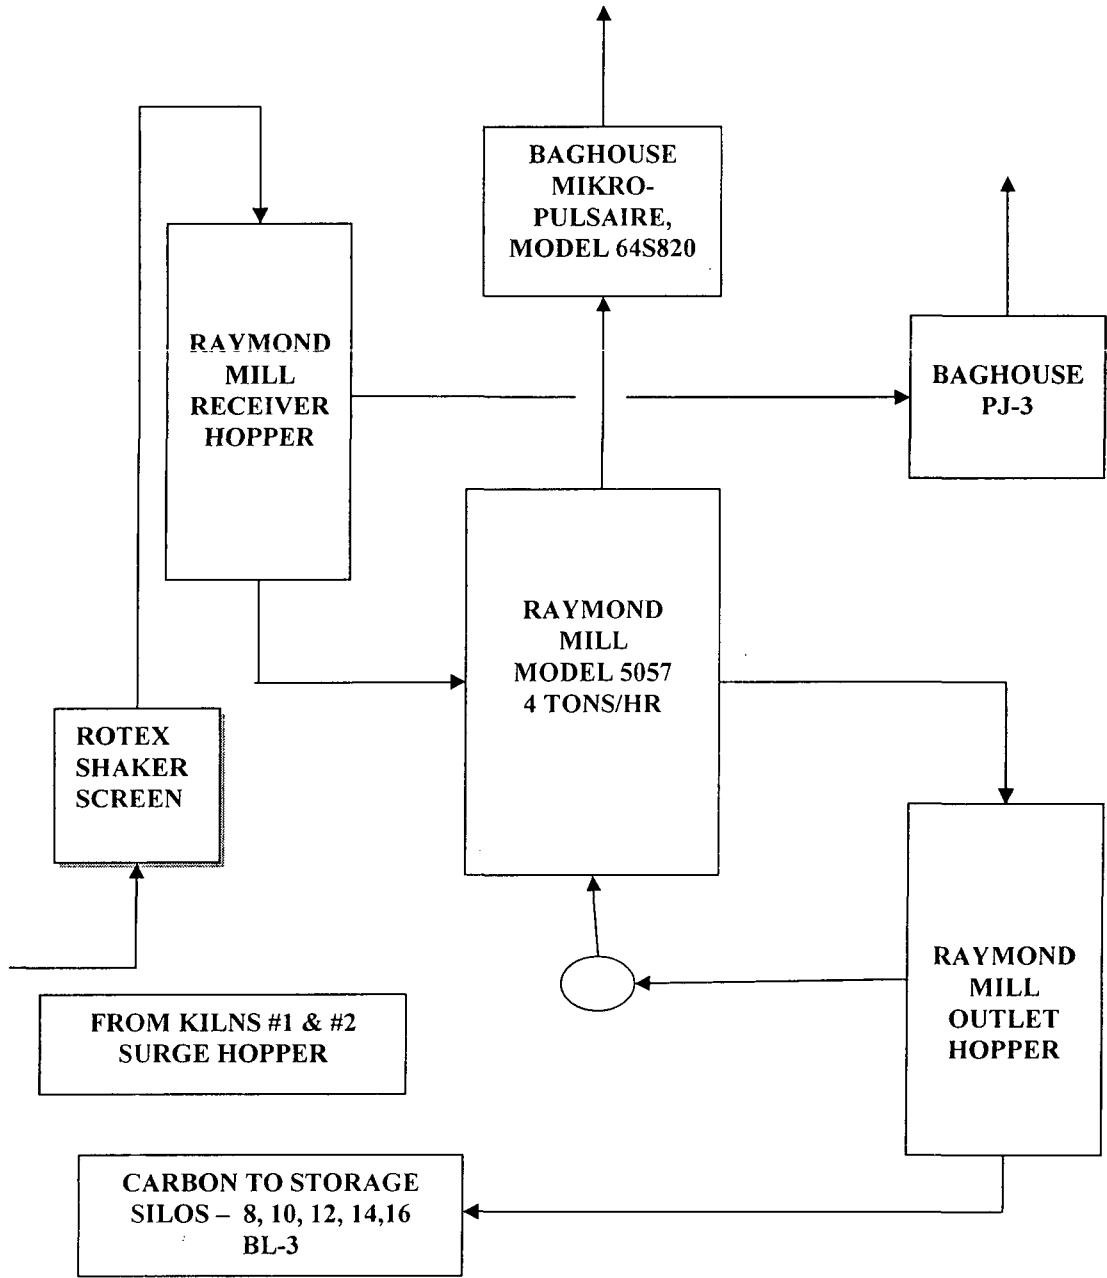 BAGHOUSE
MIKRO-
PULSAIRE,
MODEL 64S820
RAYMOND
MILL
RECEIVER
HOPPER
BAGHOUSE
PJ-3
RAYMOND
MILL
MODEL 5057
4 TONS/HR
ROTEX
SHAKER
SCREEN
RAYMOND
MILL
OUTLET
HOPPER
FROM KILNS #1 & #2
SURGE HOPPER
CARBON TO STORAGE
SILOS – 8, 10, 12, 14,16
BL-3